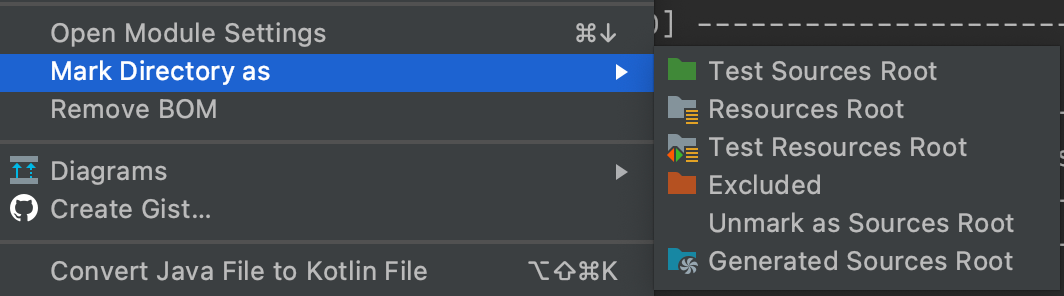 Open Module Settings ⌘↓
Mark Directory as
Remove BOM
Diagrams
Create Gist...
Convert Java File to Kotlin File ⌥⇧⌘K
] --------------------
Test Sources Root
Resources Root
Test Resources Root
Excluded
Unmark as Sources Root
Generated Sources Root